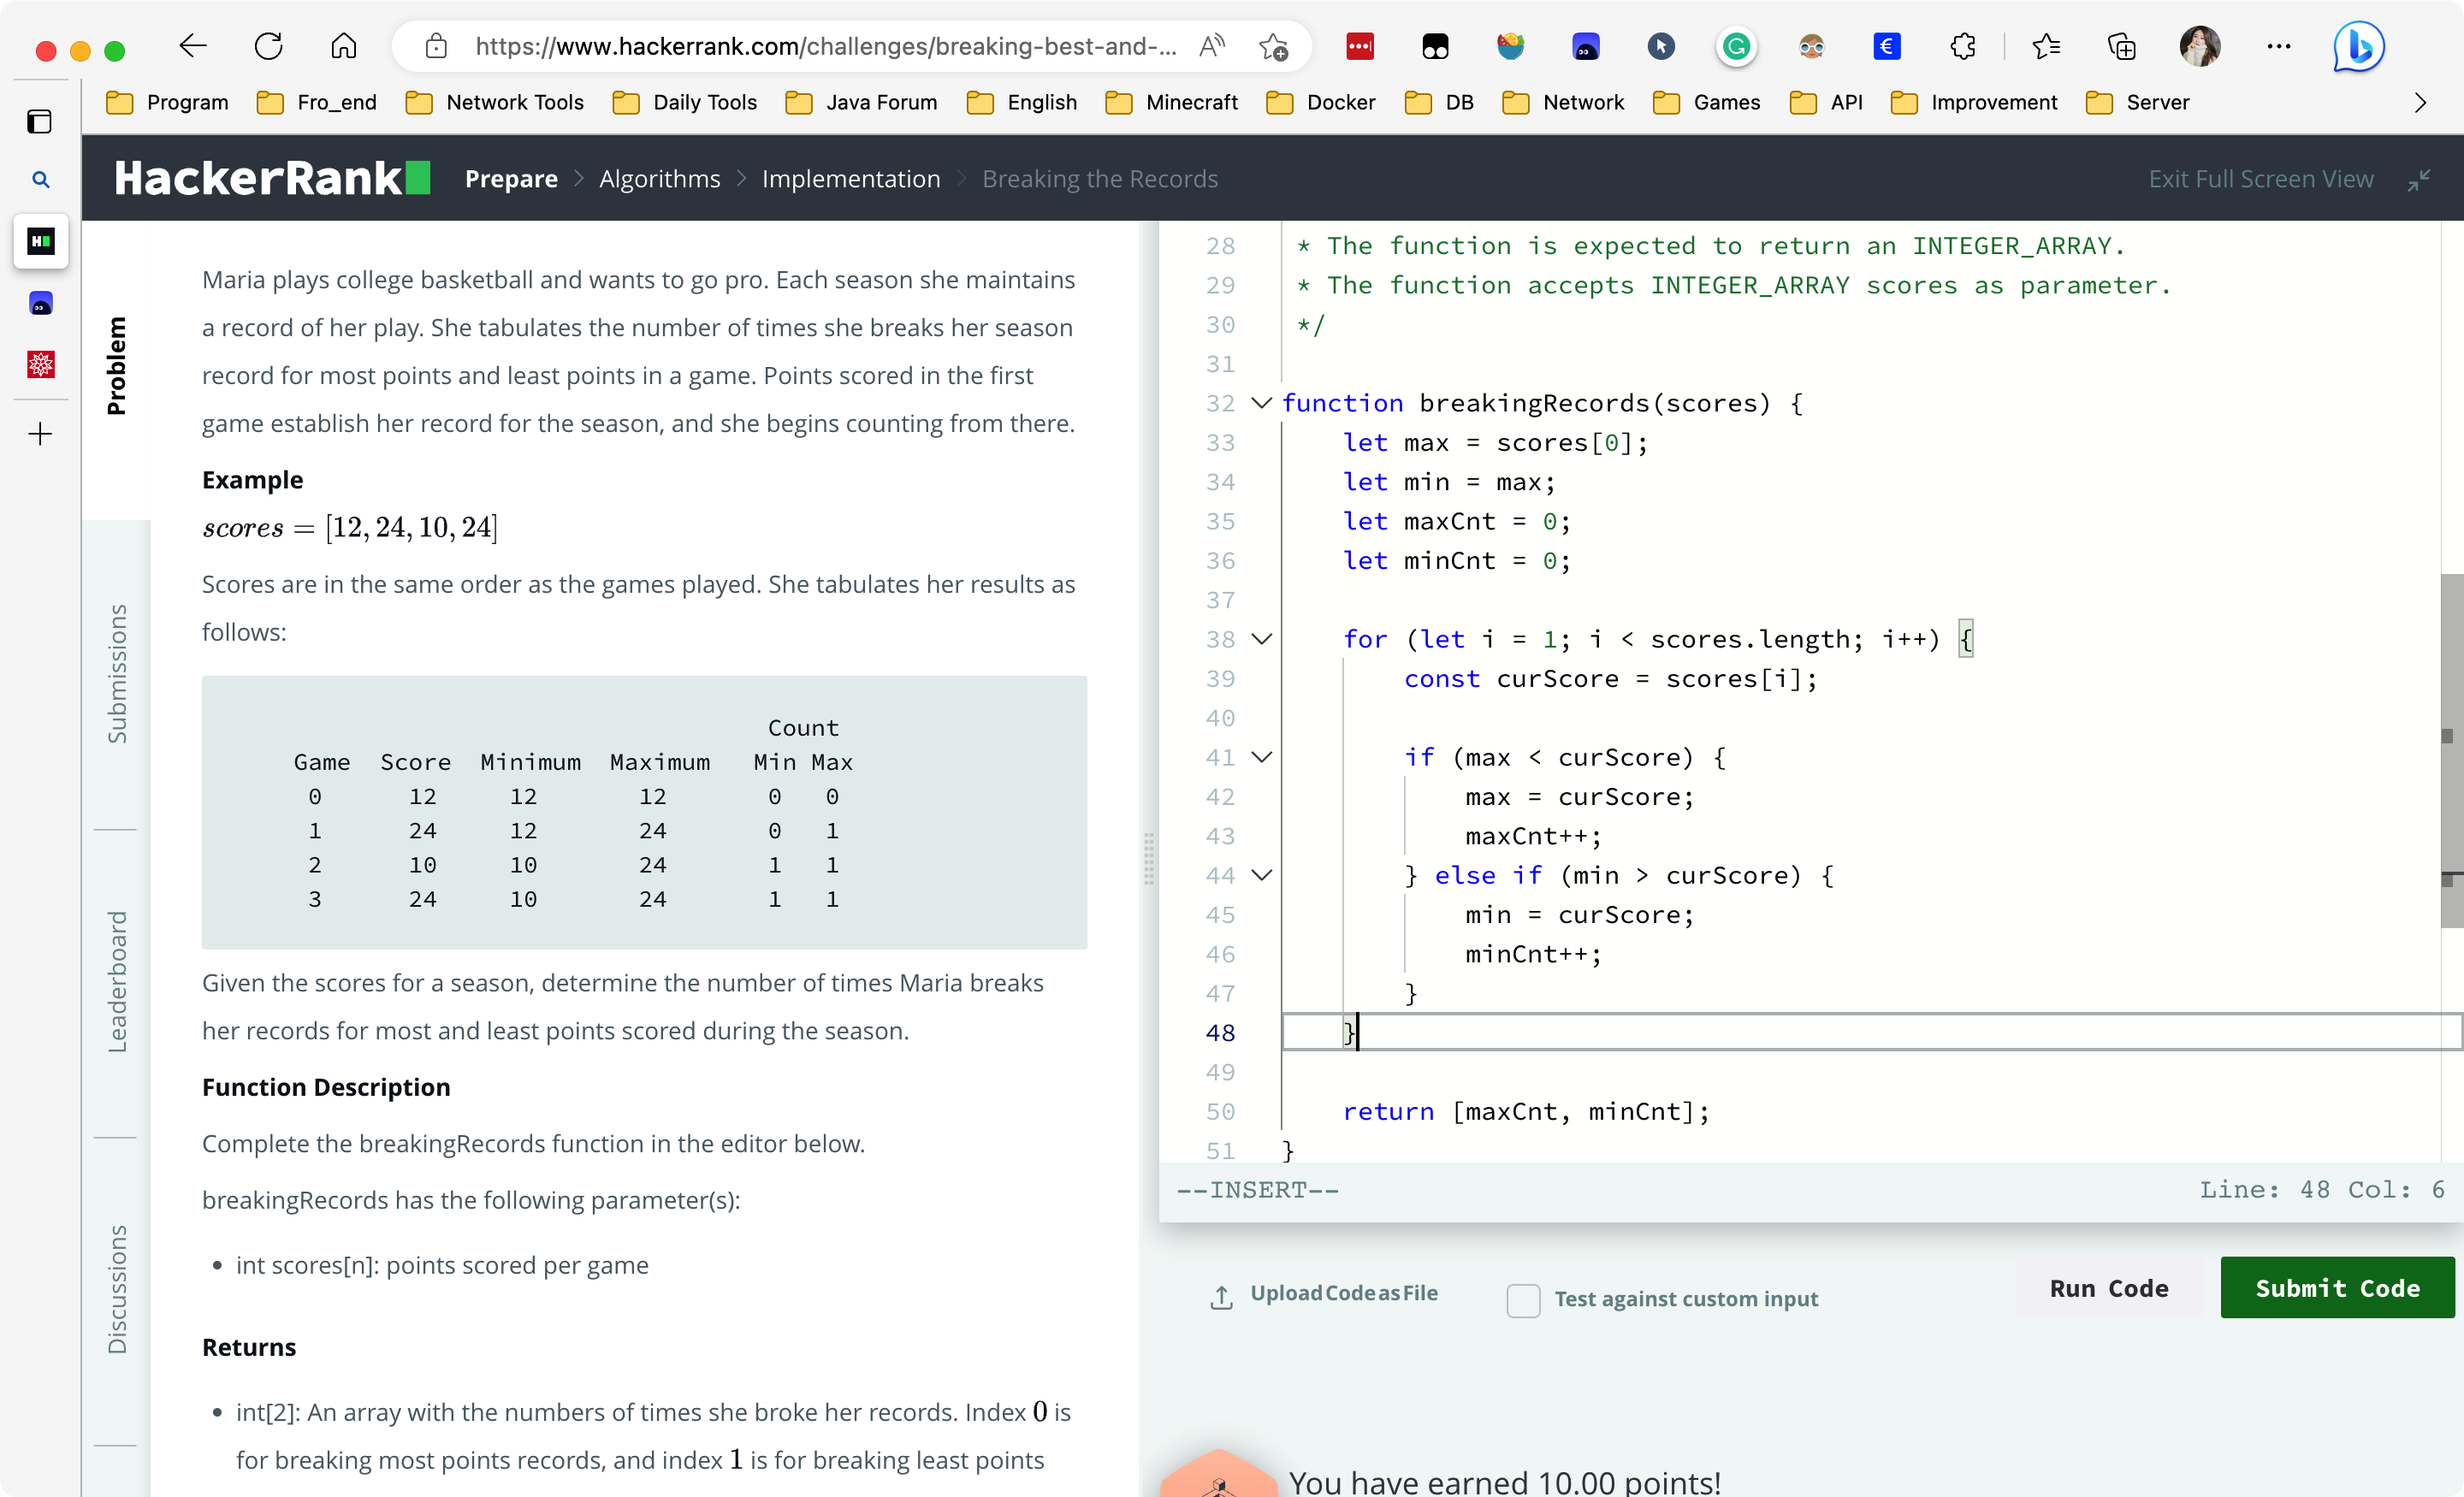 https://www.hackerrank.com/challenges/breaking-best-and-...
Program Fro_end Network Tools Daily Tools Java Forum English Minecraft Docker DB Network Games API Improvement Server
HackerRank Prepare > Algorithms > Implementation > Breaking the Records Exit Full Screen View
Problem
Submissions
Leaderboard
Discussions
Maria plays college basketball and wants to go pro. Each season she maintains
a record of her play. She tabulates the number of times she breaks her season
record for most points and least points in a game. Points scored in the first
game establish her record for the season, and she begins counting from there.
Example
scores = [12, 24, 10, 24]
Scores are in the same order as the games played. She tabulates her results as
follows:
Count
Game Score Minimum Maximum Min Max
0 12 12 12 0 0
1 24 12 24 0 1
2 10 10 24 1 1
3 24 10 24 1 1
Given the scores for a season, determine the number of times Maria breaks
her records for most and least points scored during the season.
Function Description
Complete the breakingRecords function in the editor below.
breakingRecords has the following parameter(s):
• int scores[n]: points scored per game
Returns
• int[2]: An array with the numbers of times she broke her records. Index 0 is
for breaking most points records, and index 1 is for breaking least points
28 * The function is expected to return an INTEGER_ARRAY.
29 * The function accepts INTEGER_ARRAY scores as parameter.
30 */
31
32 function breakingRecords(scores) {
33 let max = scores[0];
34 let min = max;
35 let maxCnt = 0;
36 let minCnt = 0;
37
38 for (let i = 1; i < scores.length; i++) {
39 const curScore = scores[i];
40
41 if (max < curScore) {
42 max = curScore;
43 maxCnt++;
44 } else if (min > curScore) {
45 min = curScore;
46 minCnt++;
47 }
48 }
49
50 return [maxCnt, minCnt];
51 }
--INSERT-- Line: 48 Col: 6
Upload Code as File Test against custom input Run Code Submit Code
You have earned 10.00 points!